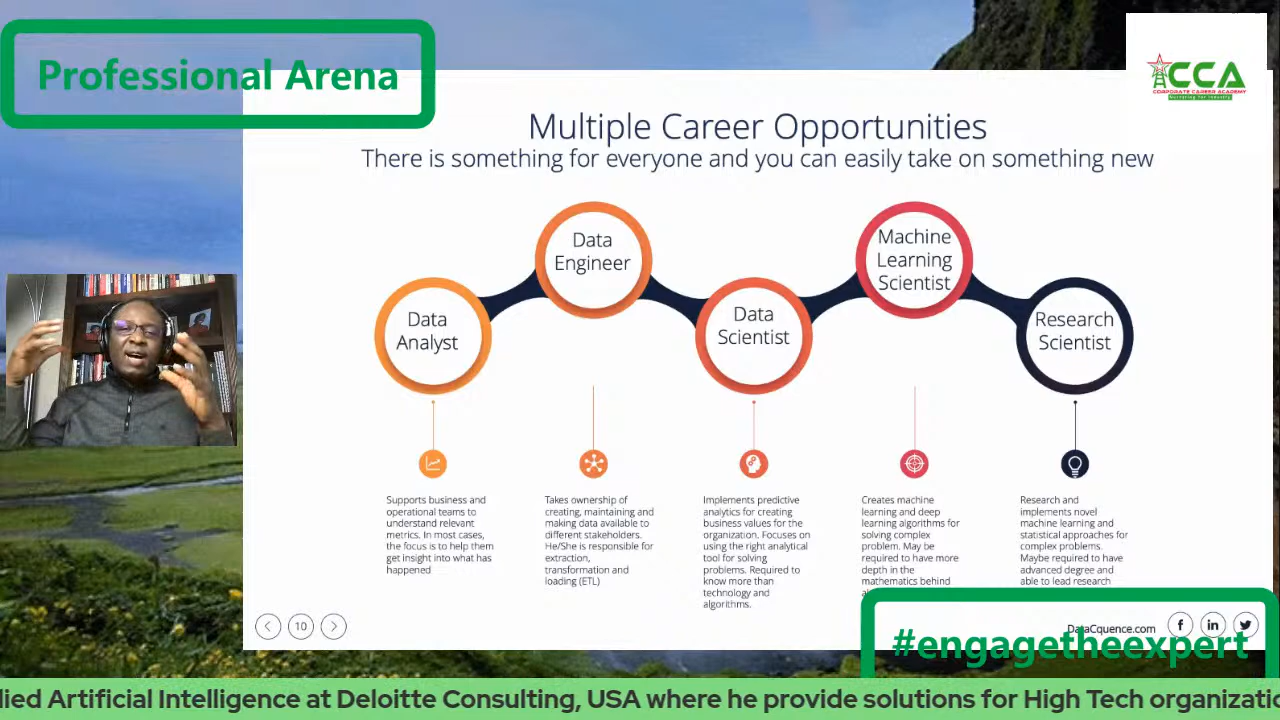 Professional Arena
CCA
CORPORATE CAREER ACADEMY
Multiple Career Opportunities
There is something for everyone and you can easily take on something new
Data
Analyst
Data
Engineer
Data
Scientist
Machine
Learning
Scientist
Research
Scientist
Supports business and
operational teams to
understand relevant
metrics. In most cases,
the focus is to help them
get insight into what has
happened
Takes ownership of
creating, maintaining and
making data available to
different stakeholders.
He/She is responsible for
extraction,
transformation and
loading (ETL)
Implements predictive
analytics for creating
business values for the
organization. Focuses on
using the right analytical
tool for solving
problems. Required to
know more than
technology and
algorithms.
Creates machine
learning and deep
learning algorithms for
solving complex
problem. May be
required to have more
depth in the
mathematics behind
Research and
implements novel
machine learning and
statistical approaches for
complex problems.
Maybe required to have
advanced degree and
able to lead research
10
DataCquence.com
#engagetheexpert
lied Artificial Intelligence at Deloitte Consulting, USA where he provide solutions for High Tech organizatio